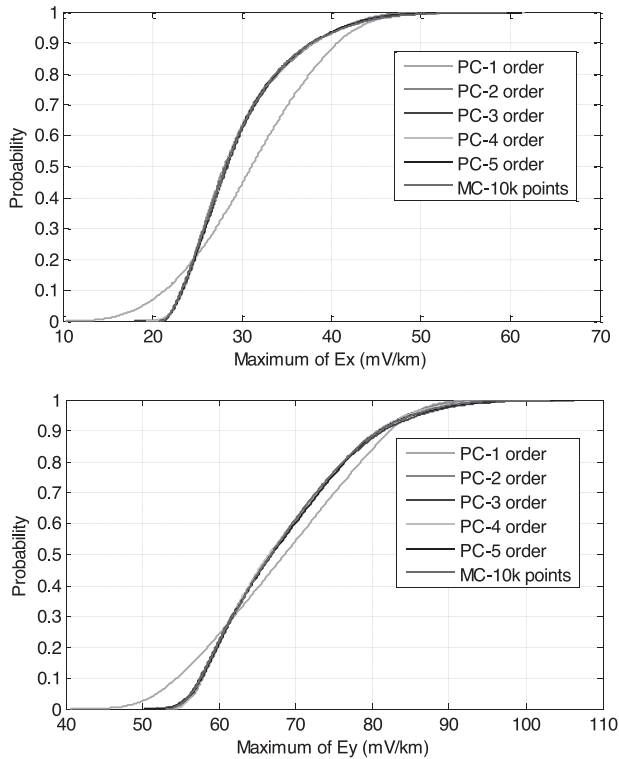 1
0.9
0.8
0.7
0.6
0.5
0.4
0.3
0.2
0.1
0
Probability
PC-1 order
PC-2 order
PC-3 order
PC-4 order
PC-5 order
MC-10k points
10 20 30 40 50 60 70
Maximum of Ex (mV/km)
1
0.9
0.8
0.7
0.6
0.5
0.4
0.3
0.2
0.1
0
Probability
PC-1 order
PC-2 order
PC-3 order
PC-4 order
PC-5 order
MC-10k points
40 50 60 70 80 90 100 110
Maximum of Ey (mV/km)